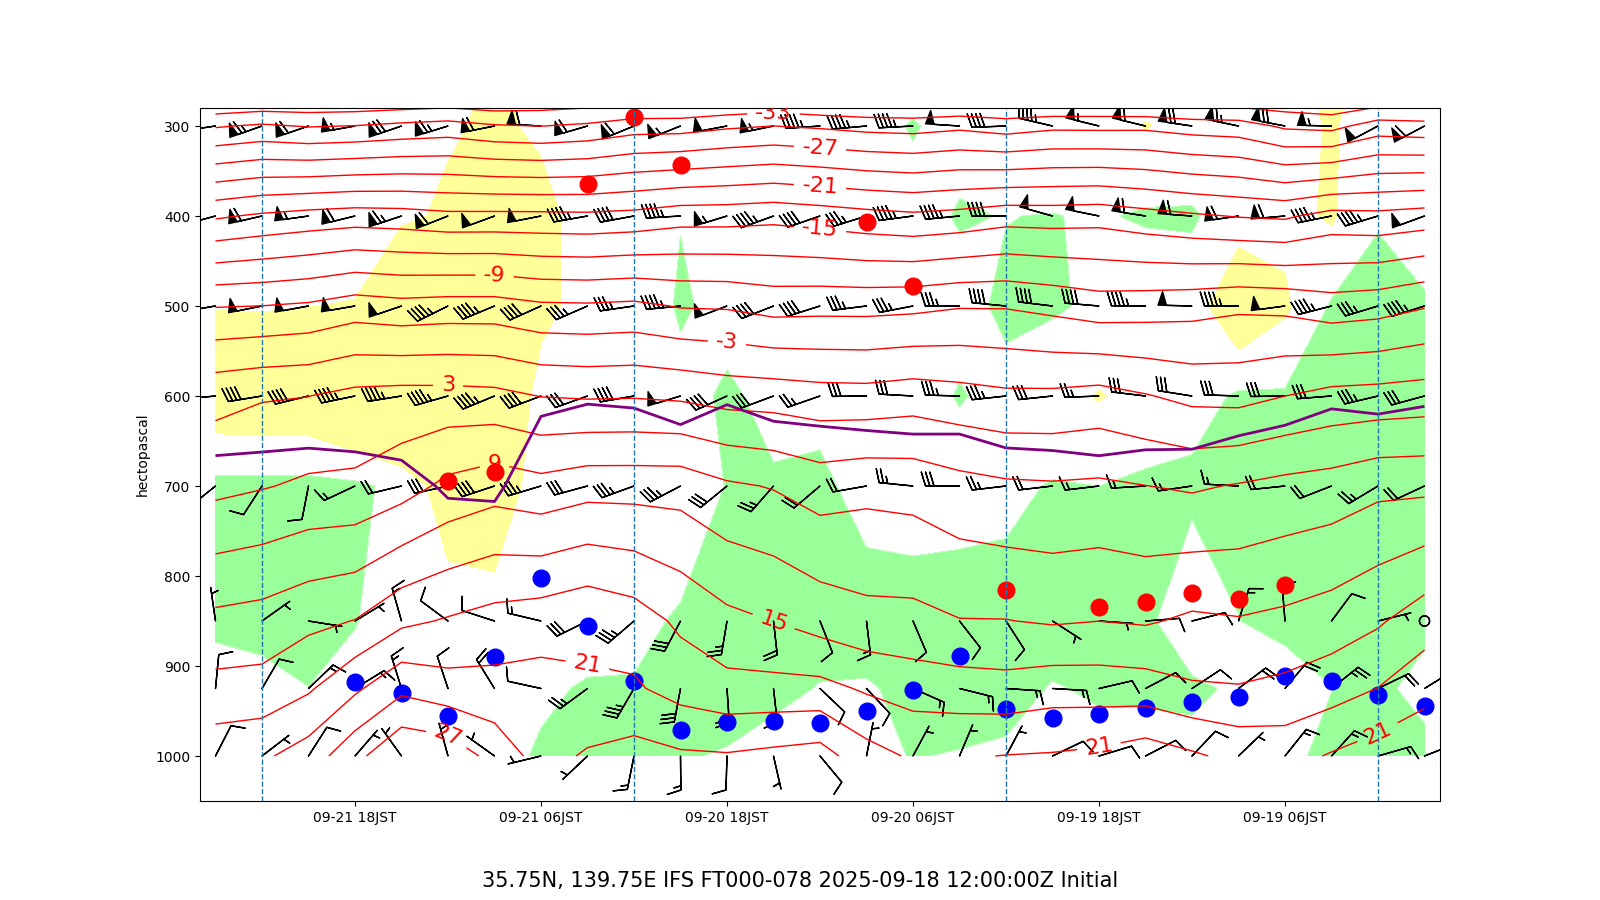 -33
300
-27
-21
400
-15
-9
500
-3
3
600
9
700
800
15
21
900
27
21
21
1000
hectopascal
09-21 18JST
09-21 06JST
09-20 18JST
09-20 06JST
09-19 18JST
09-19 06JST
35.75N, 139.75E IFS FT000-078 2025-09-18 12:00:00Z Initial